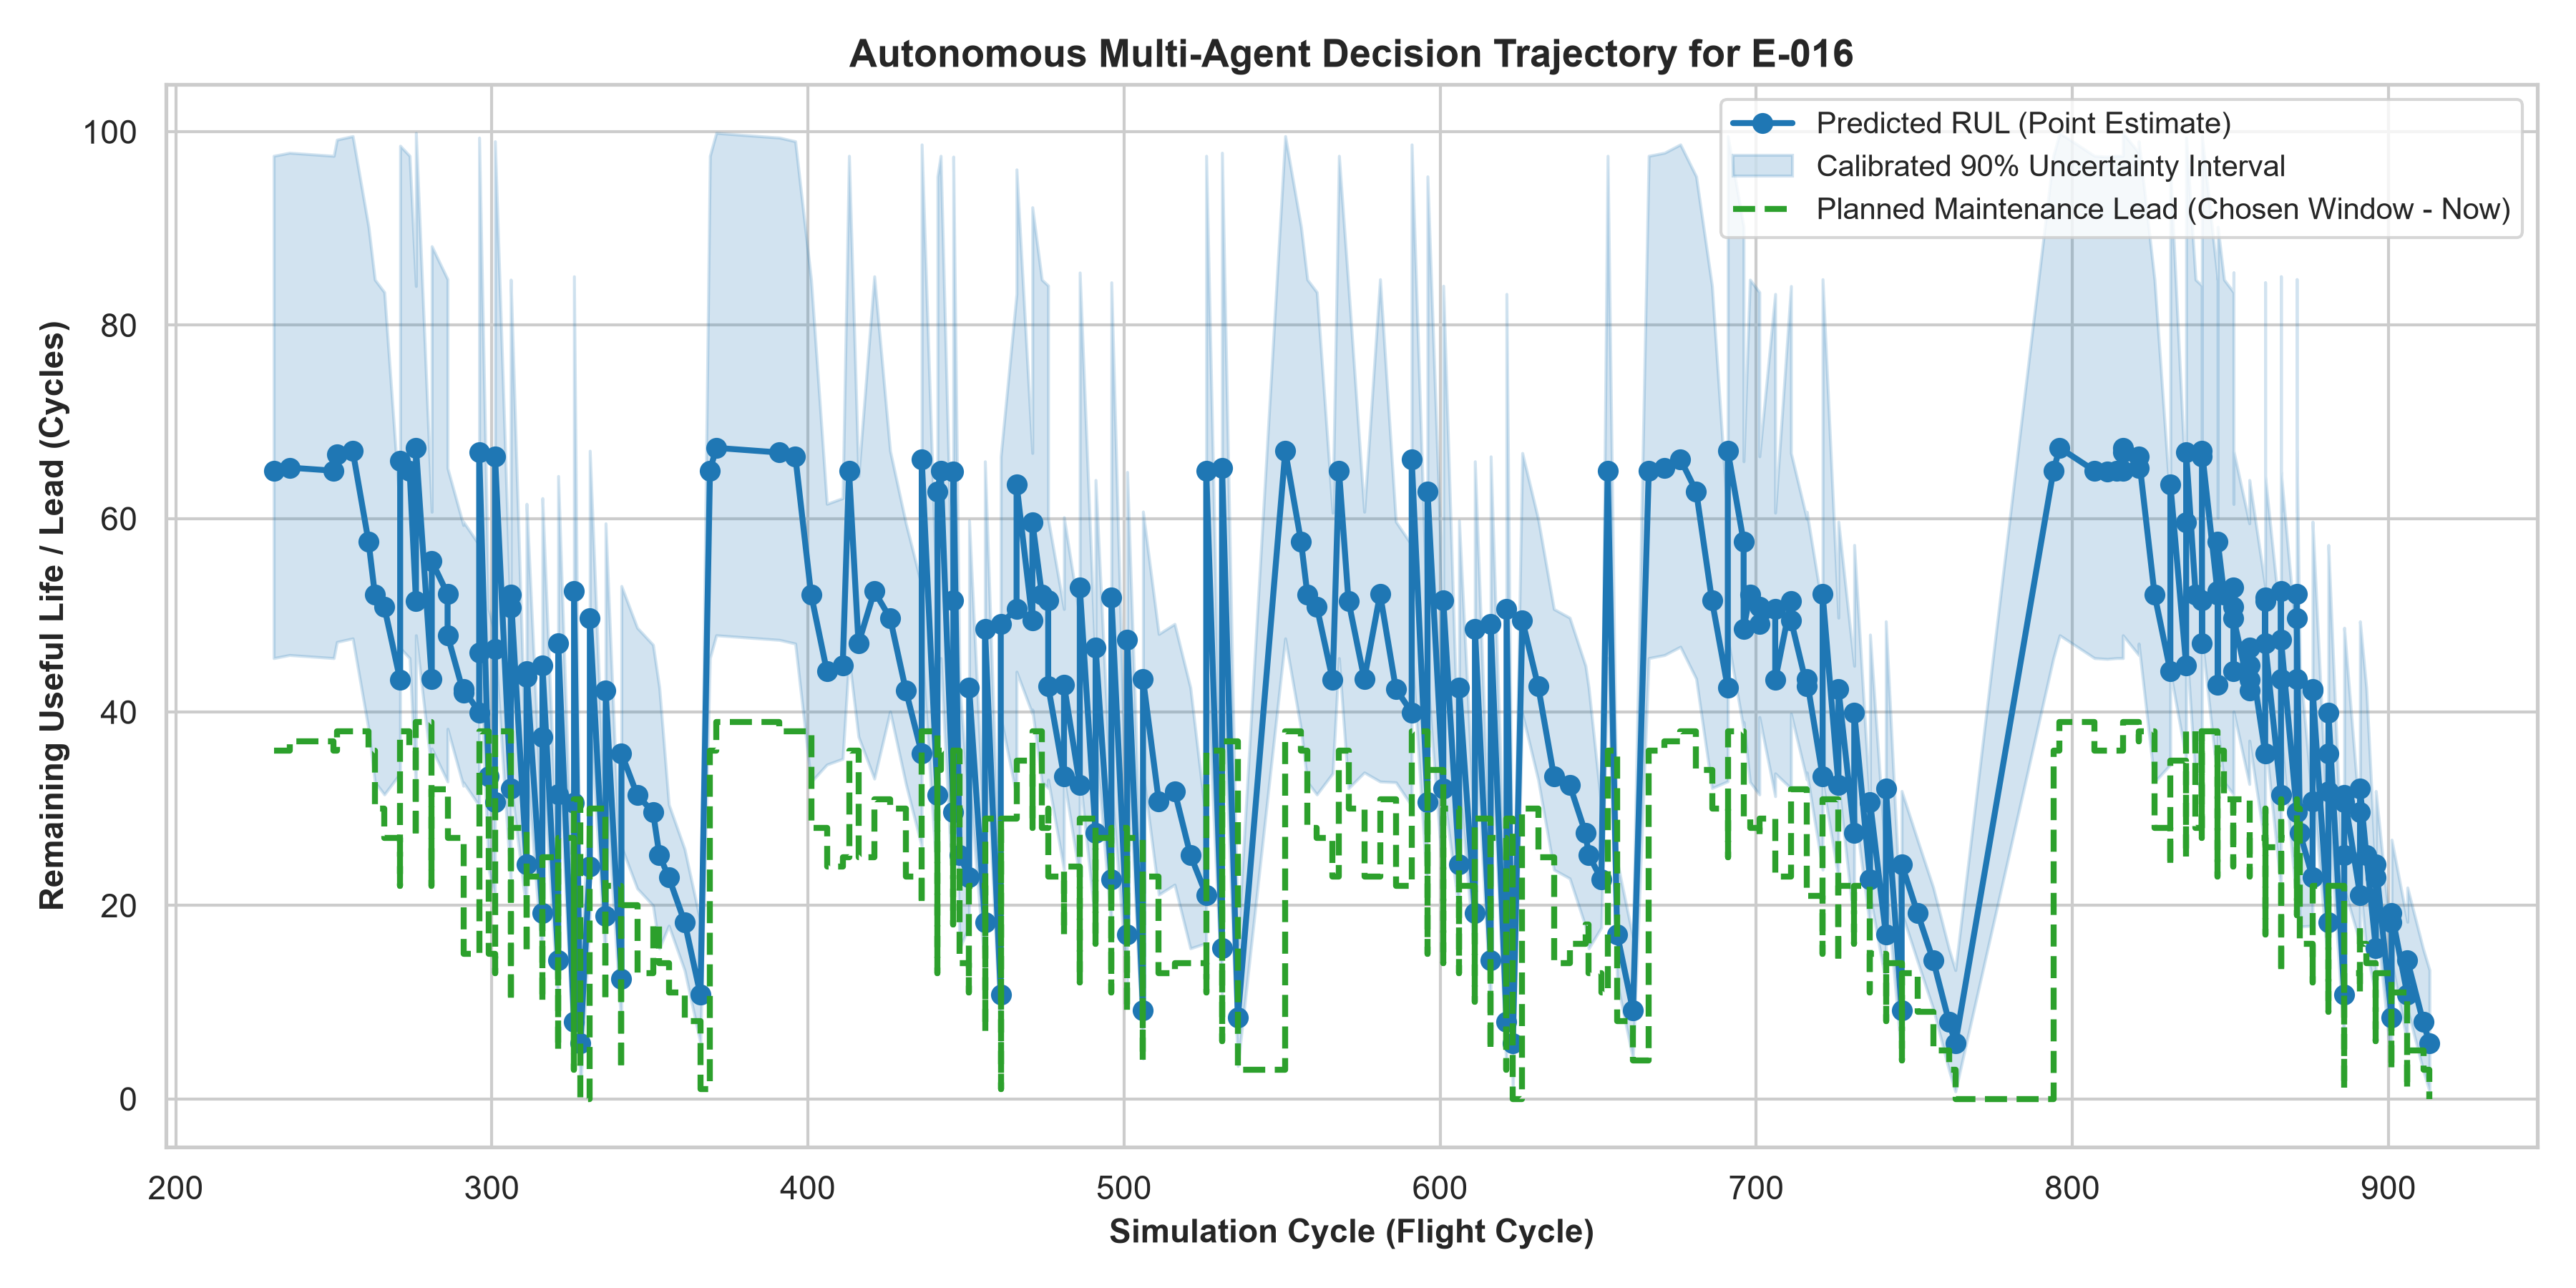 Autonomous Multi-Agent Decision Trajectory for E-016
Predicted RUL (Point Estimate)
Calibrated 90% Uncertainty Interval
Planned Maintenance Lead (Chosen Window - Now)
Remaining Useful Life / Lead (Cycles)
100
80
60
40
20
0
200 300 400 500 600 700 800 900
Simulation Cycle (Flight Cycle)